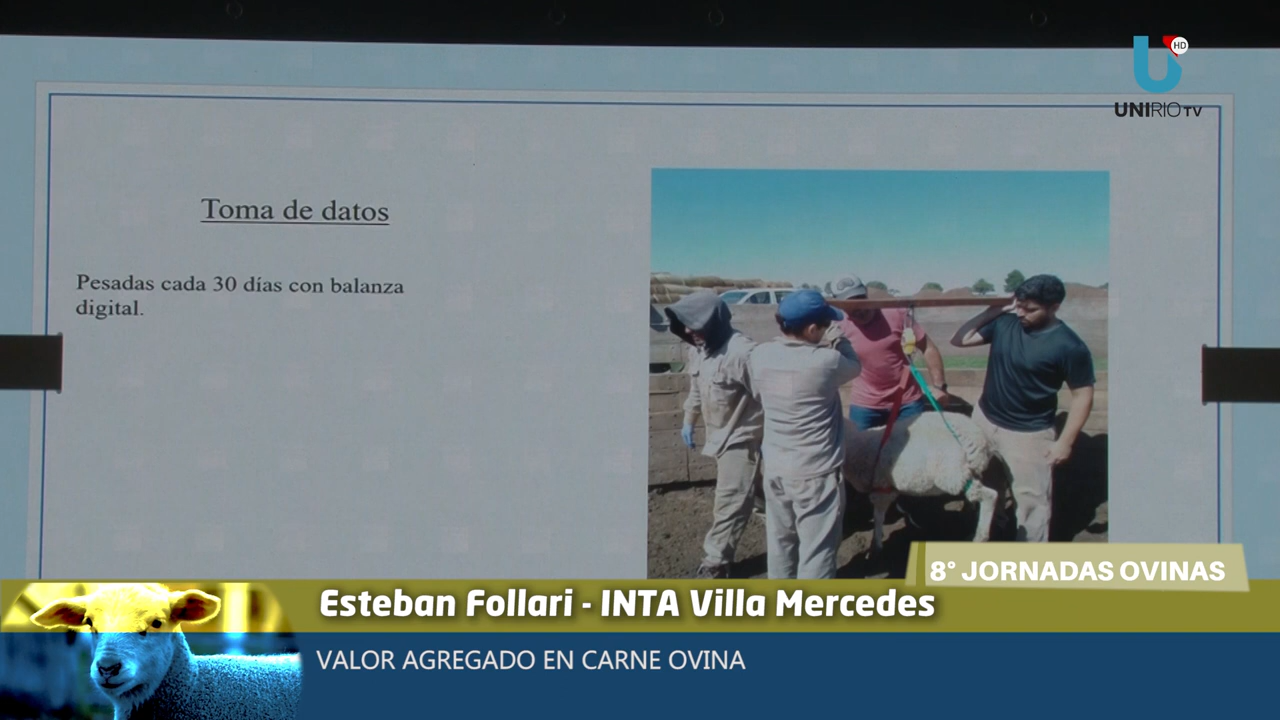 HD
UNIRIO TV
Toma de datos
Pesadas cada 30 días con balanza
digital.
8° JORNADAS OVINAS
Esteban Follari - INTA Villa Mercedes
VALOR AGREGADO EN CARNE OVINA